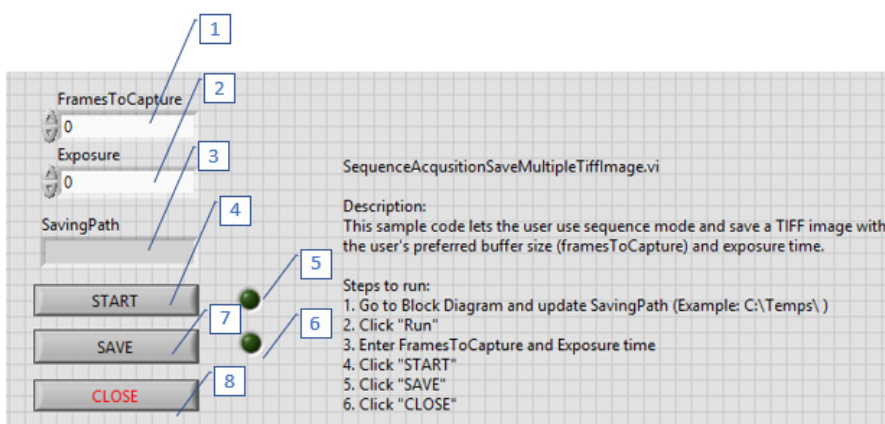 1
FramesToCapture
2
0
Exposure
3
0
SequenceAcqusitionSaveMultipleTiffImage.vi
4
SavingPath
Description:
This sample code lets the user use sequence mode and save a TIFF image with
the user's preferred buffer size (framesToCapture) and exposure time.
5
Steps to run:
START
1. Go to Block Diagram and update SavingPath (Example: C:\Temps\ )
7
6
2. Click "Run"
SAVE
3. Enter FramesToCapture and Exposure time
4. Click "START"
8
5. Click "SAVE"
CLOSE
6. Click "CLOSE"